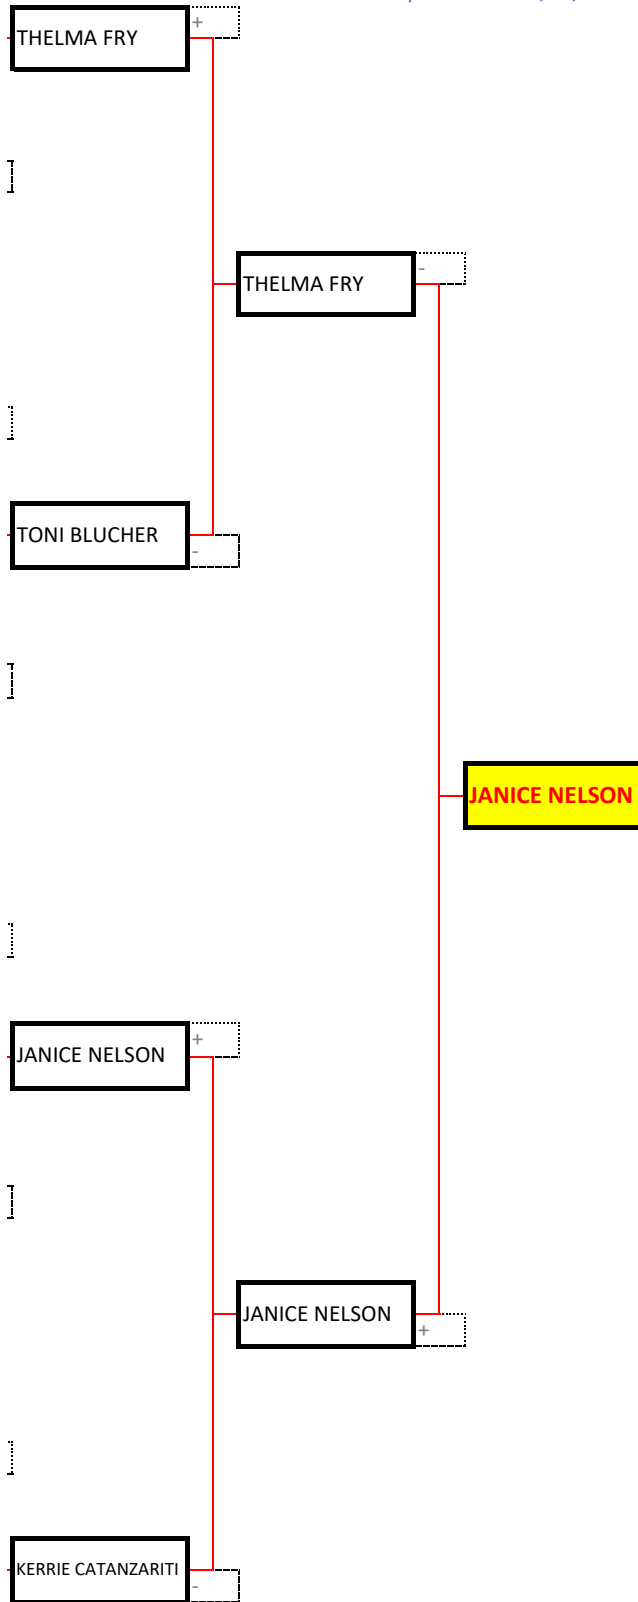 THELMA FRY
+
THELMA FRY
-
TONI BLUCHER
-
JANICE NELSON
JANICE NELSON
+
JANICE NELSON
+
KERRIE CATANZARITI
-